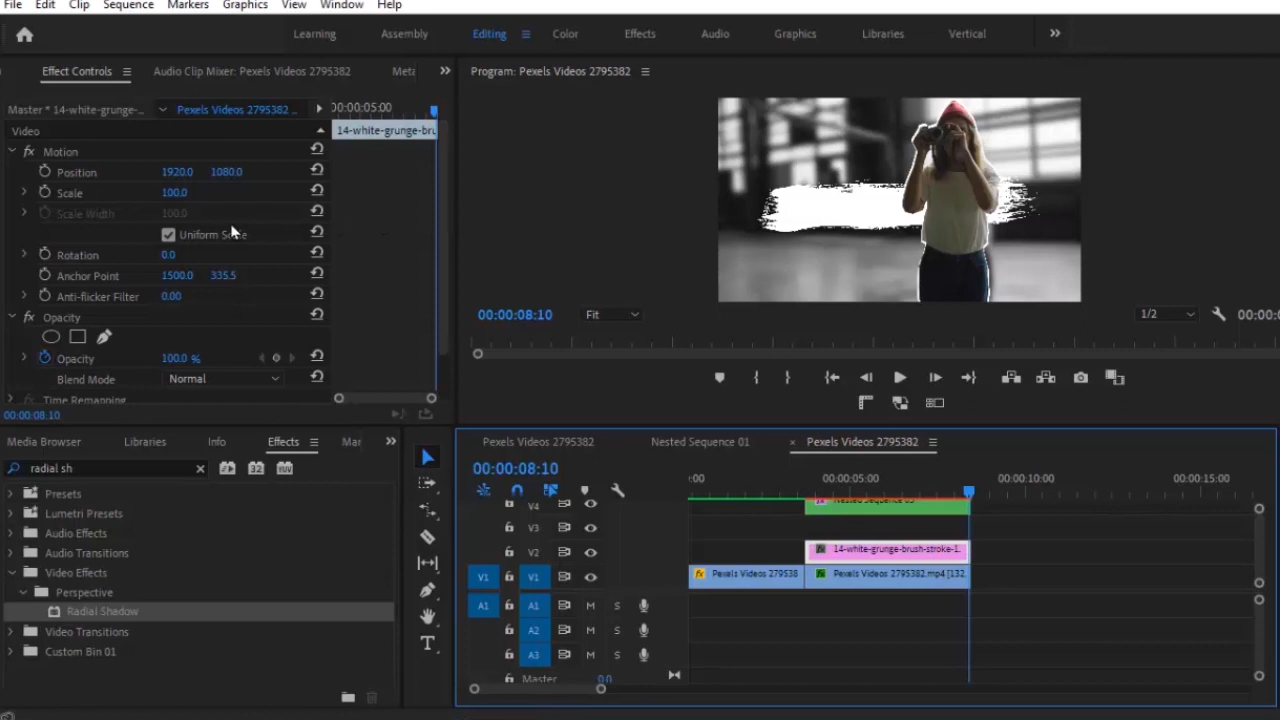 File Edit Clip Sequence Markers Graphics View Window Help
Learning Assembly Editing Color Effects Audio Graphics Libraries Vertical
Effect Controls Audio Clip Mixer: Pexels Videos 2795382 Meta
Program: Pexels Videos 2795382
Master * 14-white-grunge-... Pexels Videos 2795382 ...
00:00:05:00
Video
14-white-grunge-bru
Motion
Position 1920.0 1080.0
Scale 100.0
Scale Width 100.0
Uniform Scale
Rotation 0.0
Anchor Point 1500.0 335.5
Anti-flicker Filter 0.00
Opacity
Opacity 100.0 %
Blend Mode Normal
Time Remapping
00:00:08:10
00:00:08:10 Fit 1/2 00:00:
Media Browser Libraries Info Effects Mar
radial sh
32 YUV
Presets
Lumetri Presets
Audio Effects
Audio Transitions
Video Effects
Perspective
Radial Shadow
Video Transitions
Custom Bin 01
Pexels Videos 2795382 Nested Sequence 01 × Pexels Videos 2795382
00:00:08:10
:00 00:00:05:00 00:00:10:00 00:00:15:00
V4 Nested Sequence
V3
V2 14-white-grunge-brush-stroke-1.
V1 V1 Pexels Videos 279538 Pexels Videos 2795382.mp4 [132.
A1 A1 M S
A2 M S
A3 M S
Master 0.0